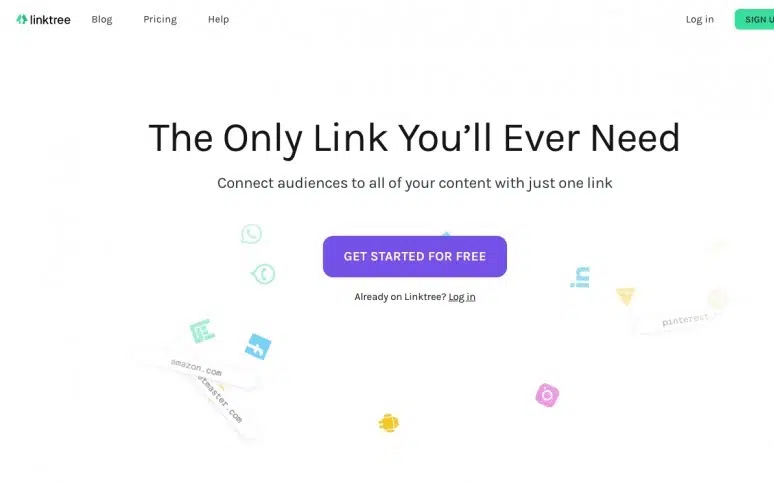 linktree
Blog
Pricing
Help
Log in
SIGN U
The Only Link You’ll Ever Need
Connect audiences to all of your content with just one link
GET STARTED FOR FREE
Already on Linktree? Log in
pinterest.
amazon.com
tmaster.com